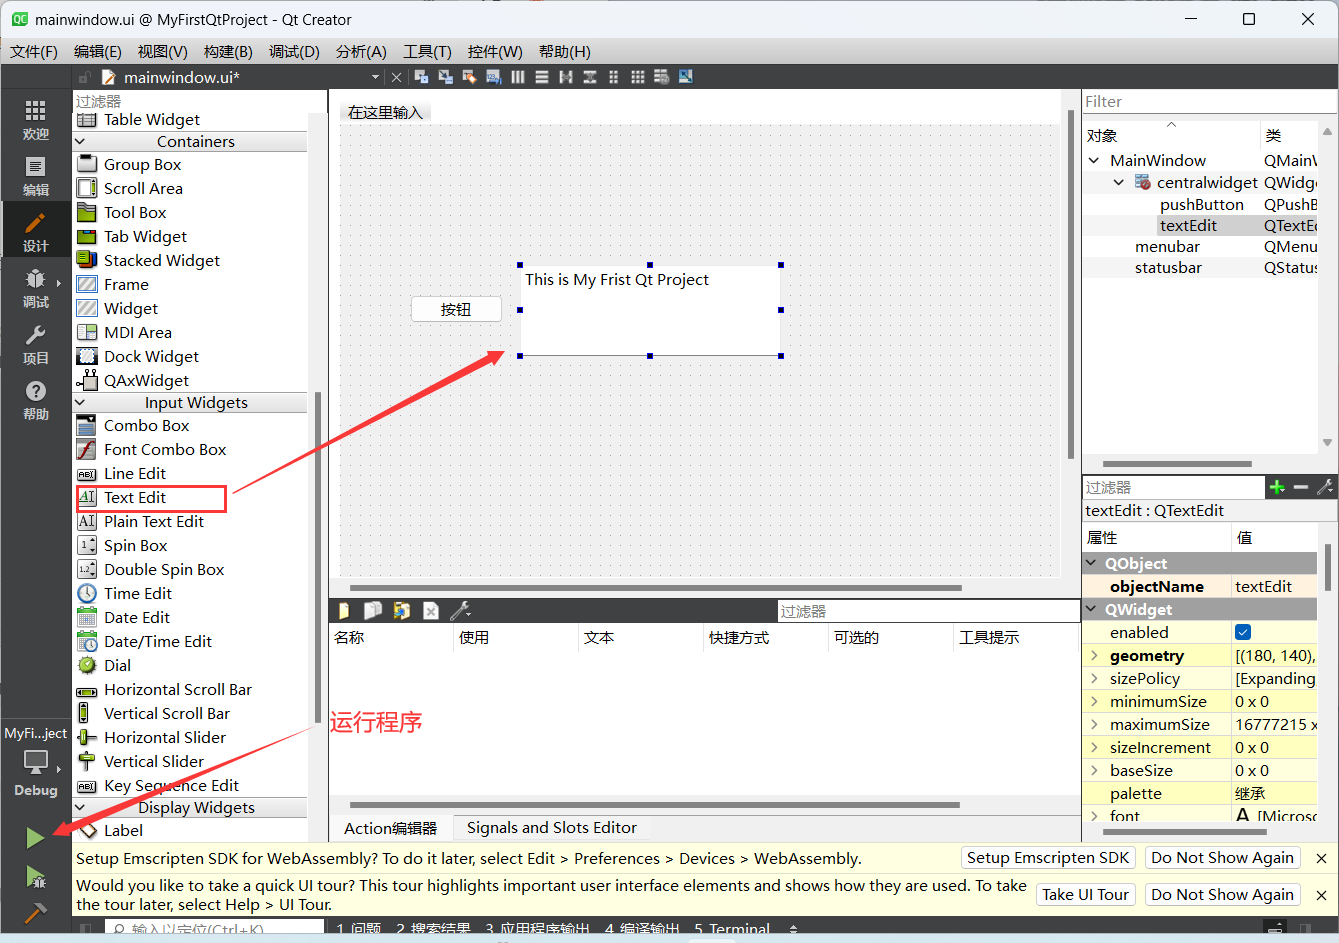 mainwindow.ui @ MyFirstQtProject - Qt Creator
文件(F) 编辑(E) 视图(V) 构建(B) 调试(D) 分析(A) 工具(T) 控件(W) 帮助(H)
mainwindow.ui*
欢迎
编辑
设计
调试
项目
帮助
MyFi...ject
Debug
过滤器
Table Widget
Containers
Group Box
Scroll Area
Tool Box
Tab Widget
Stacked Widget
Frame
Widget
MDI Area
Dock Widget
QAxWidget
Input Widgets
Combo Box
Font Combo Box
Line Edit
Text Edit
Plain Text Edit
Spin Box
Double Spin Box
Time Edit
Date Edit
Date/Time Edit
Dial
Horizontal Scroll Bar
Vertical Scroll Bar
Horizontal Slider
Vertical Slider
Key Sequence Edit
Display Widgets
Label
在这里输入
按钮
This is My Frist Qt Project
过滤器
名称 使用 文本 快捷方式 可选的 工具提示
运行程序
Action编辑器 Signals and Slots Editor
Filter
对象 类
MainWindow QMainW
centralwidget QWidge
pushButton QPushB
textEdit QTextEd
menubar QMenu
statusbar QStatus
过滤器
textEdit : QTextEdit
属性 值
QObject
objectName textEdit
QWidget
enabled
geometry [(180, 140),
sizePolicy [Expanding,
minimumSize 0 x 0
maximumSize 16777215 x
sizeIncrement 0 x 0
baseSize 0 x 0
palette 继承
font A [Microso
Setup Emscripten SDK for WebAssembly? To do it later, select Edit > Preferences > Devices > WebAssembly. Setup Emscripten SDK Do Not Show Again
Would you like to take a quick UI tour? This tour highlights important user interface elements and shows how they are used. To take
the tour later, select Help > UI Tour. Take UI Tour Do Not Show Again
输入以定位(Ctrl+K) 1 问题 2 搜索结果 3 应用程序输出 4 编译输出 5 Terminal